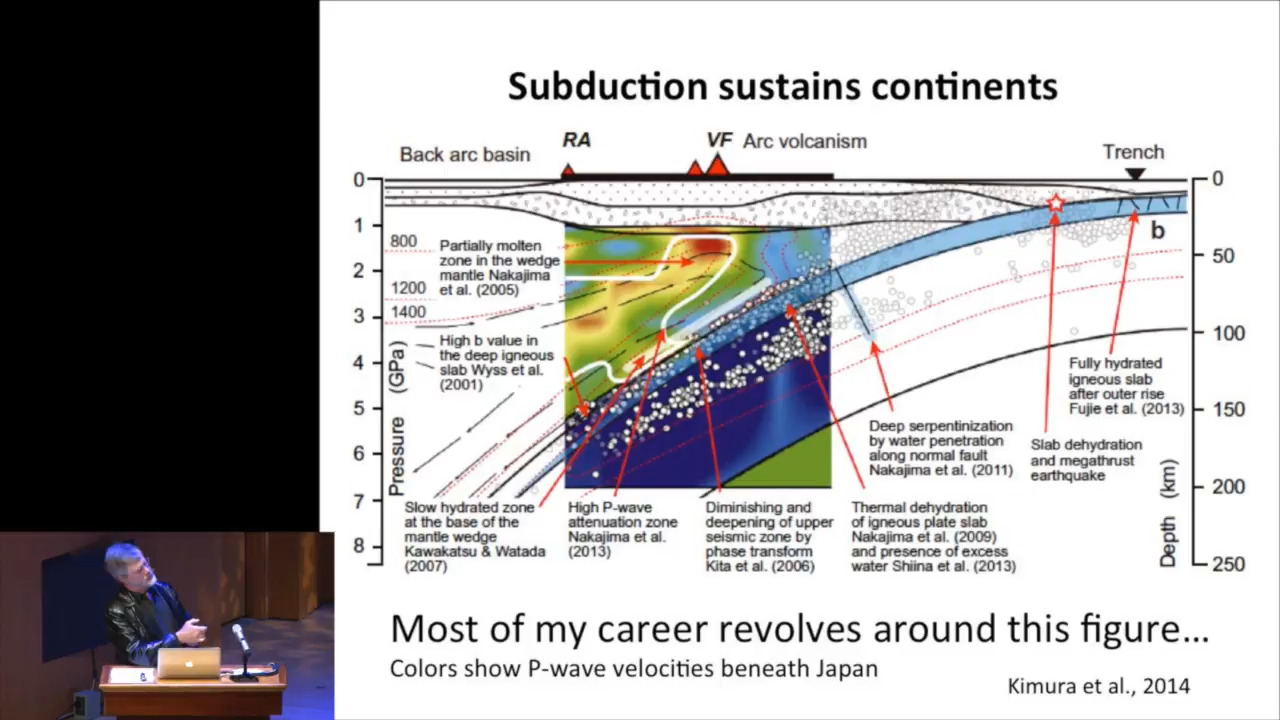 Subduction sustains continents
RA
VF
Arc volcanism
Back arc basin
Trench
0
1
2
3
4
5
6
7
8
Pressure (GPa)
0
50
100
150
200
250
Depth (km)
800
1200
1400
b
Partially molten
zone in the wedge
mantle Nakajima
et al. (2005)
High b value in
the deep igneous
slab Wyss et al.
(2001)
Fully hydrated
igneous slab
after outer rise
Fujie et al. (2013)
Deep serpentinization
by water penetration
along normal fault
Nakajima et al. (2011)
Slab dehydration
and megathrust
earthquake
Slow hydrated zone
at the base of the
mantle wedge
Kawakatsu & Watada
(2007)
High P-wave
attenuation zone
Nakajima et al.
(2013)
Diminishing and
deepening of upper
seismic zone by
phase transform
Kita et al. (2006)
Thermal dehydration
of igneous plate slab
Nakajima et al. (2009)
and presence of excess
water Shiina et al. (2013)
Most of my career revolves around this figure...
Colors show P-wave velocities beneath Japan
Kimura et al., 2014